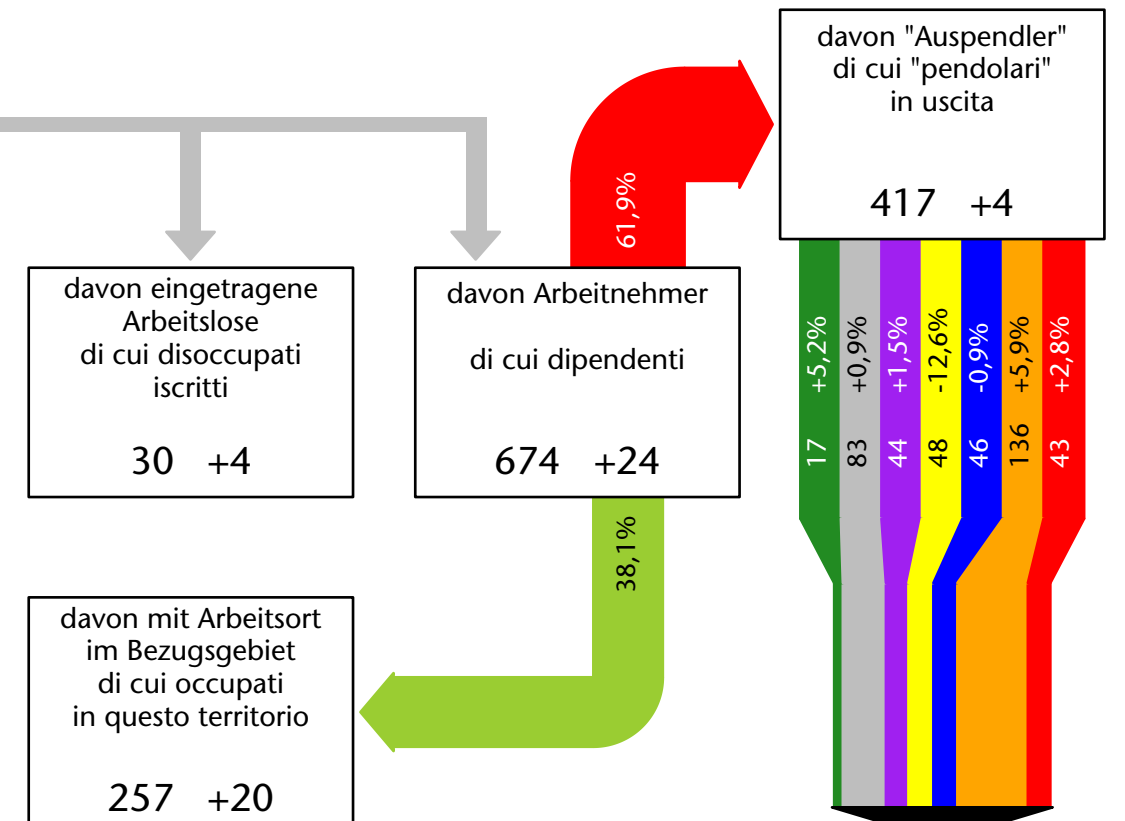 davon "Auspendler"
di cui "pendolari"
in uscita
417 +4
61,9%
davon eingetragene
Arbeitslose
di cui disoccupati
iscritti
30 +4
davon Arbeitnehmer
di cui dipendenti
674 +24
17 +5,2%
83 +0,9%
44 +1,5%
48 -12,6%
46 -0,9%
136 +5,9%
43 +2,8%
38,1%
davon mit Arbeitsort
im Bezugsgebiet
di cui occupati
in questo territorio
257 +20